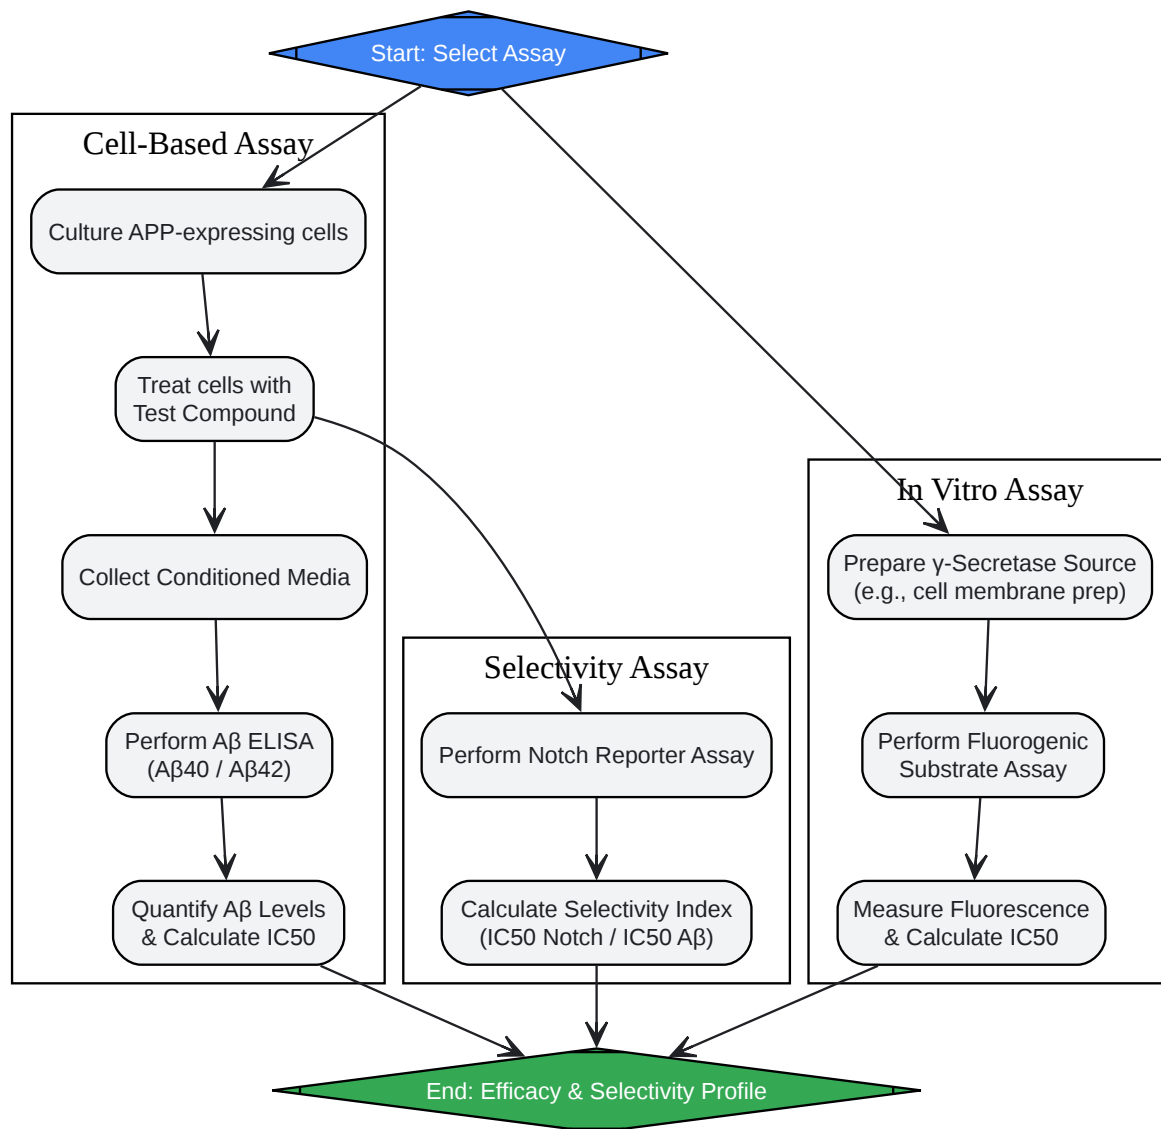 Start: Select Assay
Cell-Based Assay
Culture APP-expressing cells
Treat cells with
Test Compound
Collect Conditioned Media
Perform Aβ ELISA
(Aβ40 / Aβ42)
Quantify Aβ Levels
& Calculate IC50
Selectivity Assay
Perform Notch Reporter Assay
Calculate Selectivity Index
(IC50 Notch / IC50 Aβ)
In Vitro Assay
Prepare γ-Secretase Source
(e.g., cell membrane prep)
Perform Fluorogenic
Substrate Assay
Measure Fluorescence
& Calculate IC50
End: Efficacy & Selectivity Profile